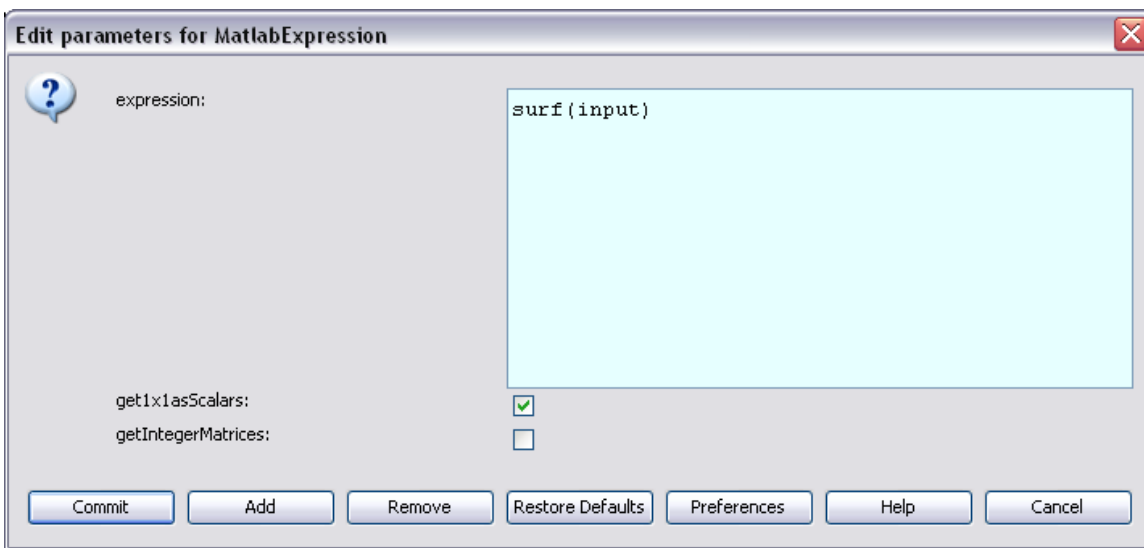 Edit parameters for MatlabExpression
expression:
surf(input)
get1x1asScalars:
getIntegerMatrices:
Commit Add Remove Restore Defaults Preferences Help Cancel